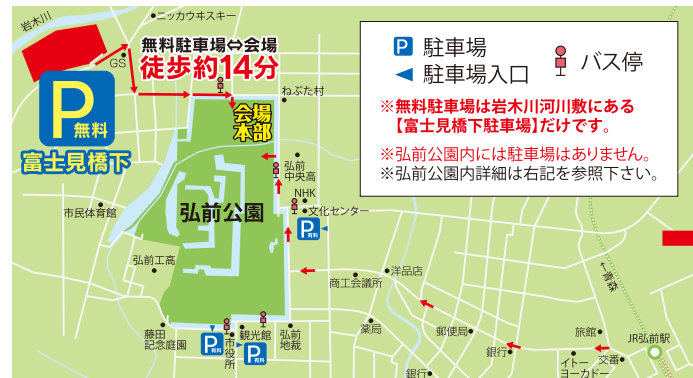 岩木川
ニッカウヰスキー
GS
無料駐車場⇔会場
徒歩約14分
P
無料
富士見橋下
ねぷた村
会場
本部
P 駐車場
駐車場入口
バス停
※無料駐車場は岩木川河川敷にある
【富士見橋下駐車場】だけです。
※弘前公園内には駐車場はありません。
※弘前公園内詳細は右記を参照下さい。
弘前
中央高
NHK
文化センター
P
有料
市民体育館
弘前公園
弘前工高
商工会議所
洋品店
←青森
藤田
記念庭園
P
有料
市役所
P
有料
観光館
弘前
地裁
薬局
郵便局
銀行
銀行
旅館
JR弘前駅
交番
イトー
ヨーカドー